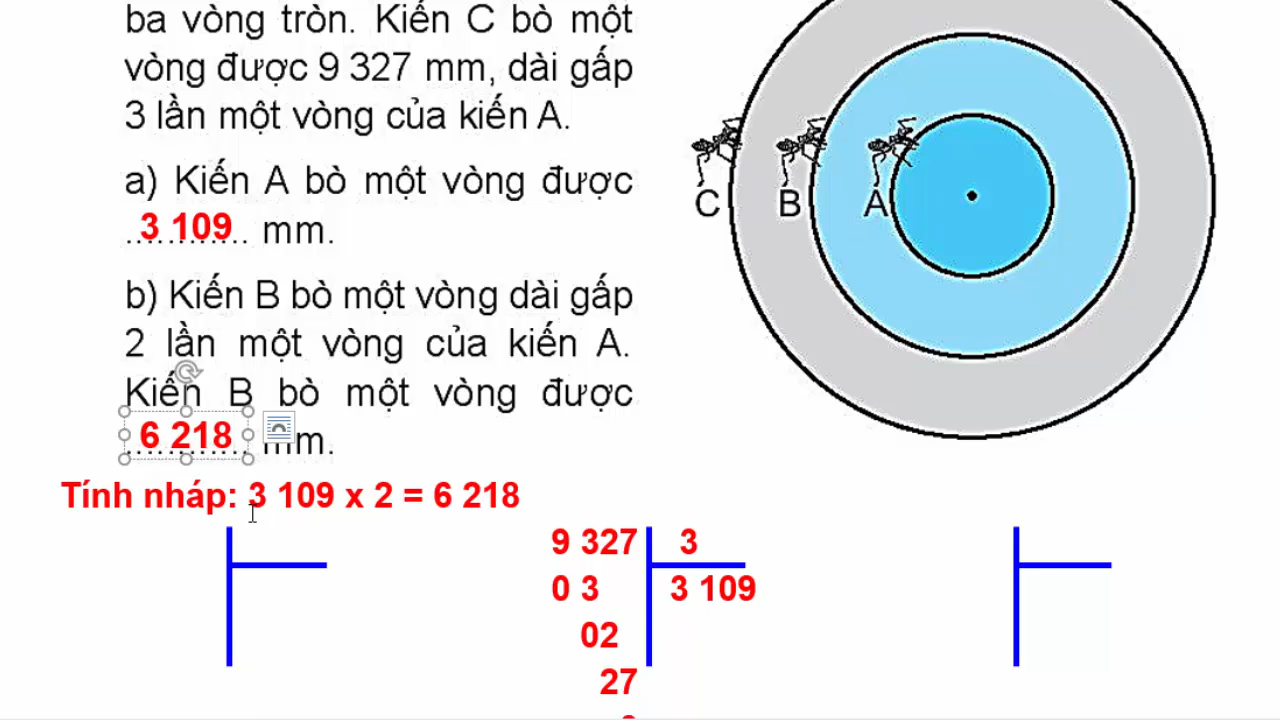 ba vòng tròn. Kiến C bò một
vòng được 9 327 mm, dài gấp
3 lần một vòng của kiến A.
a) Kiến A bò một vòng được
3 109 mm.
b) Kiến B bò một vòng dài gấp
2 lần một vòng của kiến A.
Kiến B bò một vòng được
6 218 mm.
C B A
Tính nháp: 3 109 x 2 = 6 218
9 327 3
0 3 3 109
02
27